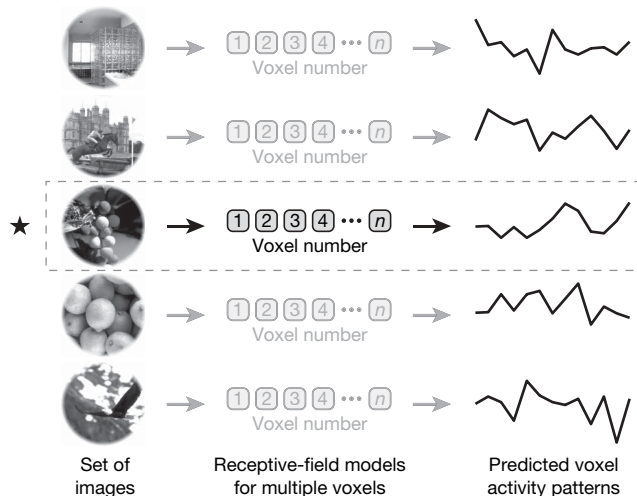 1 2 3 4 ••• n
Voxel number
1 2 3 4 ••• n
Voxel number
★
1 2 3 4 ••• n
Voxel number
1 2 3 4 ••• n
Voxel number
1 2 3 4 ••• n
Voxel number
Set of
images
Receptive-field models
for multiple voxels
Predicted voxel
activity patterns